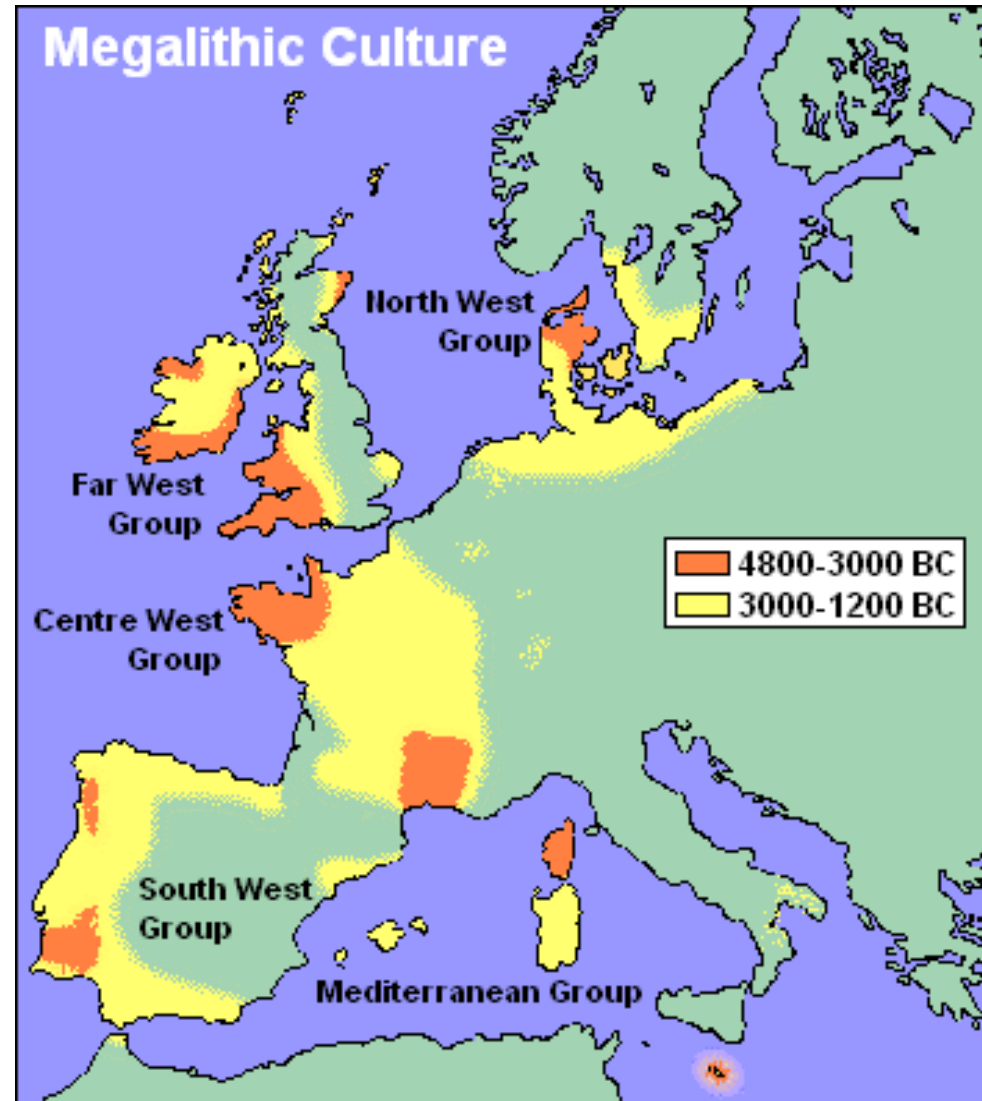 Megalithic Culture
North West
Group
Far West
Group
4800-3000 BC
3000-1200 BC
Centre West
Group
South West
Group
Mediterranean Group